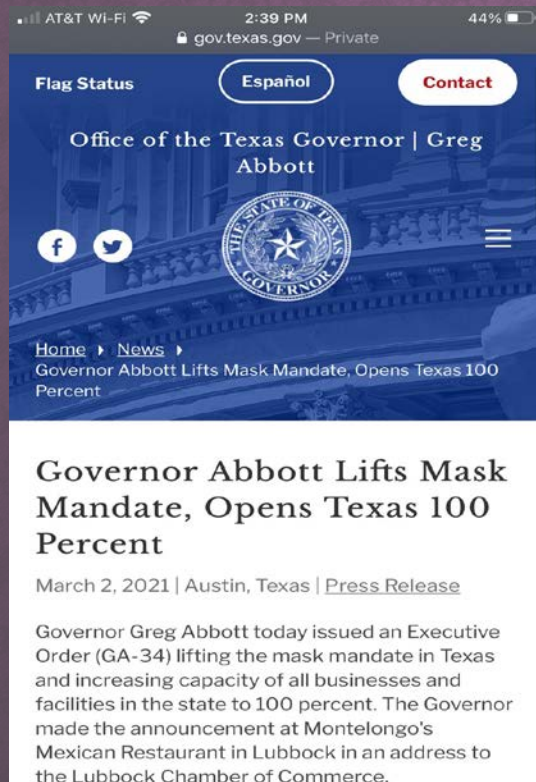 AT&T Wi-Fi 2:39 PM 44%
gov.texas.gov — Private
Flag Status Español Contact
Office of the Texas Governor | Greg
Abbott
THE STATE OF TEXAS
GOVERNOR
Home News
Governor Abbott Lifts Mask Mandate, Opens Texas 100
Percent
Governor Abbott Lifts Mask
Mandate, Opens Texas 100
Percent
March 2, 2021 | Austin, Texas | Press Release
Governor Greg Abbott today issued an Executive
Order (GA-34) lifting the mask mandate in Texas
and increasing capacity of all businesses and
facilities in the state to 100 percent. The Governor
made the announcement at Montelongo's
Mexican Restaurant in Lubbock in an address to
the Lubbock Chamber of Commerce.